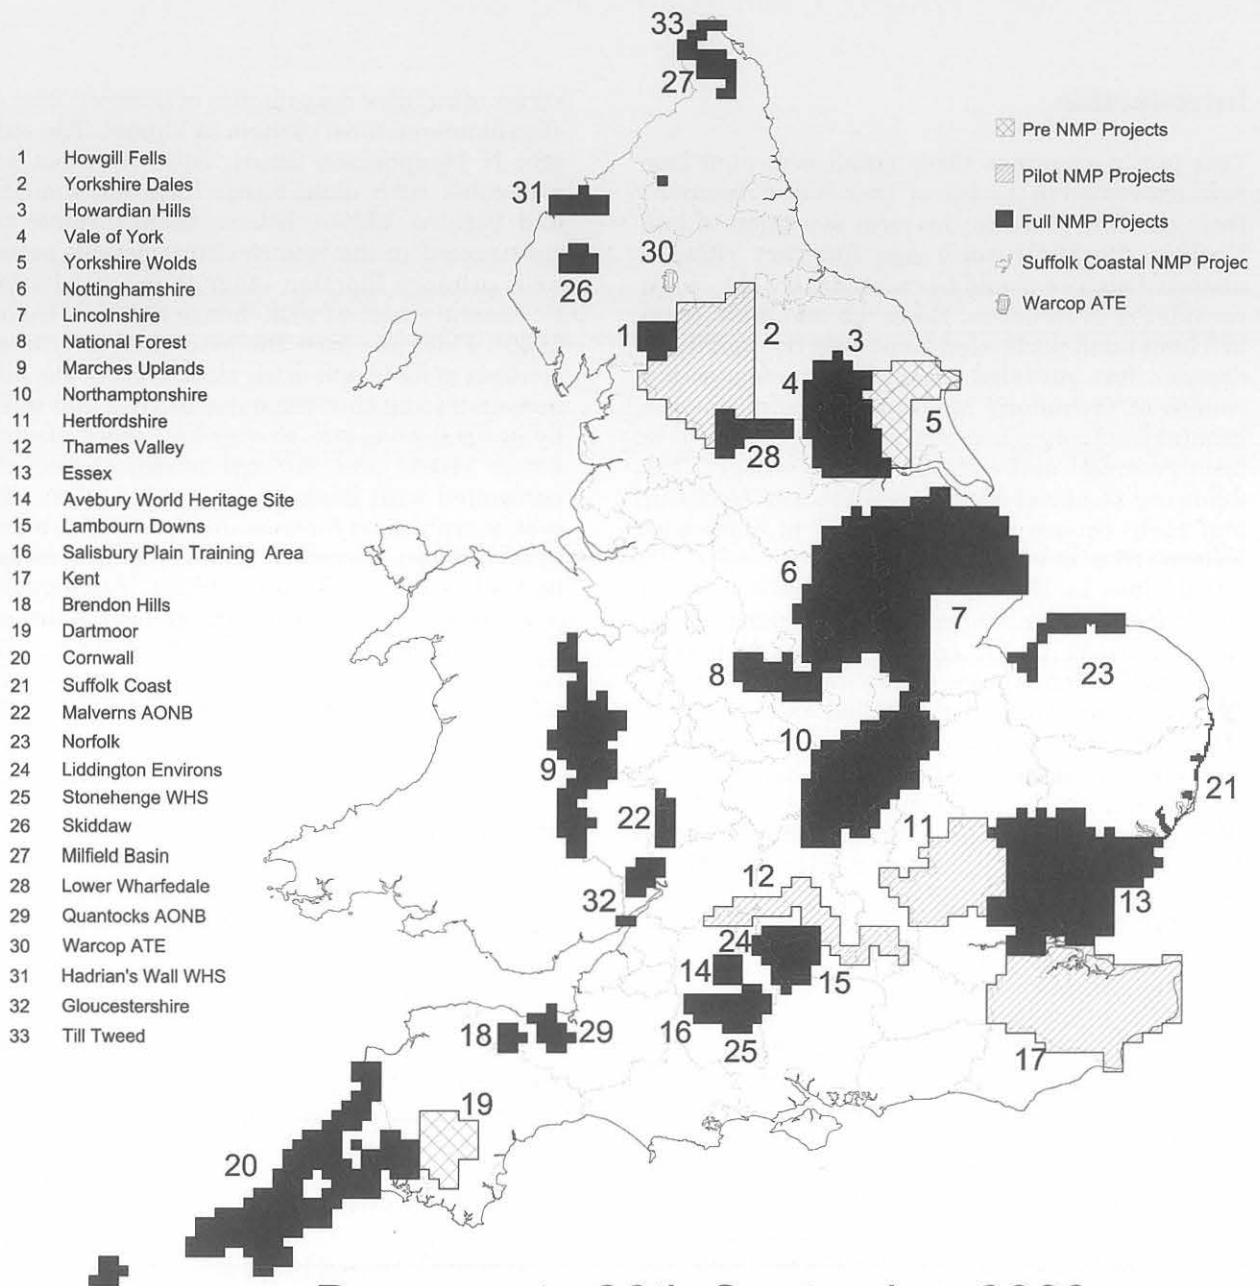 1 Howgill Fells
2 Yorkshire Dales
3 Howardian Hills
4 Vale of York
5 Yorkshire Wolds
6 Nottinghamshire
7 Lincolnshire
8 National Forest
9 Marches Uplands
10 Northamptonshire
11 Hertfordshire
12 Thames Valley
13 Essex
14 Avebury World Heritage Site
15 Lambourn Downs
16 Salisbury Plain Training Area
17 Kent
18 Brendon Hills
19 Dartmoor
20 Cornwall
21 Suffolk Coast
22 Malverns AONB
23 Norfolk
24 Liddington Environs
25 Stonehenge WHS
26 Skiddaw
27 Milfield Basin
28 Lower Wharfedale
29 Quantocks AONB
30 Warcop ATE
31 Hadrian's Wall WHS
32 Gloucestershire
33 Till Tweed
Pre NMP Projects
Pilot NMP Projects
Full NMP Projects
Suffolk Coastal NMP Projec
Warcop ATE
33
27
31
30
26
1
2
3
4
5
28
6
7
8
23
10
9
21
22
11
12
13
32
24
14
15
16
25
17
18
29
19
20